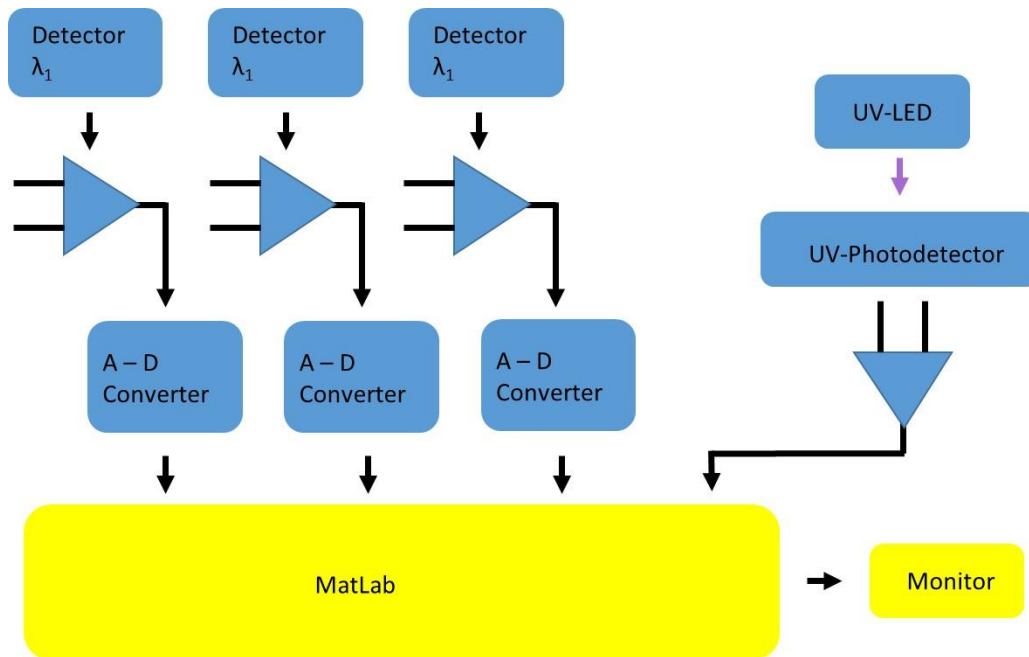 Detector
λ₁
Detector
λ₁
Detector
λ₁
UV-LED
UV-Photodetector
A – D
Converter
A – D
Converter
A – D
Converter
MatLab
Monitor